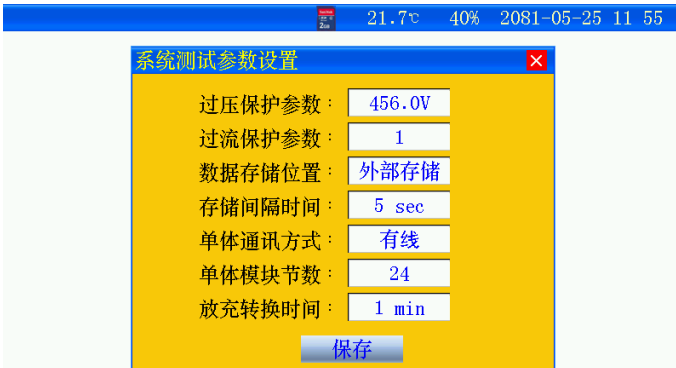 21.7℃ 40% 2081-05-25 11 55
系统测试参数设置
过压保护参数: 456.0V
过流保护参数: 1
数据存储位置: 外部存储
存储间隔时间: 5 sec
单体通讯方式: 有线
单体模块节数: 24
放充转换时间: 1 min
保存